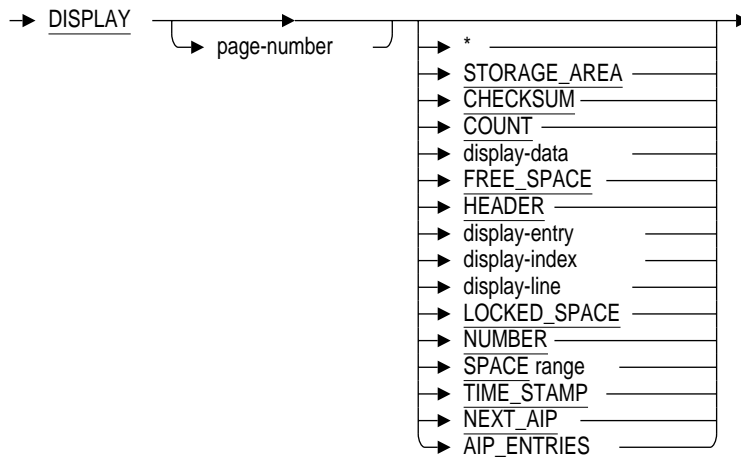 DISPLAY
page-number
*
STORAGE_AREA
CHECKSUM
COUNT
display-data
FREE_SPACE
HEADER
display-entry
display-index
display-line
LOCKED_SPACE
NUMBER
SPACE range
TIME_STAMP
NEXT_AIP
AIP_ENTRIES